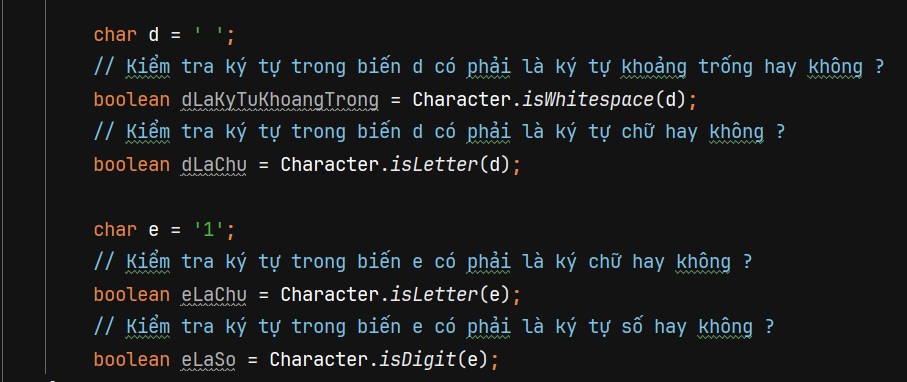 char d = ' ';
// Kiểm tra ký tự trong biến d có phải là ký tự khoảng trống hay không ?
boolean dLaKyTuKhoangTrong = Character.isWhitespace(d);
// Kiểm tra ký tự trong biến d có phải là ký tự chữ hay không ?
boolean dLaChu = Character.isLetter(d);
char e = '1';
// Kiểm tra ký tự trong biến e có phải là ký chữ hay không ?
boolean eLaChu = Character.isLetter(e);
// Kiểm tra ký tự trong biến e có phải là ký tự số hay không ?
boolean eLaSo = Character.isDigit(e);